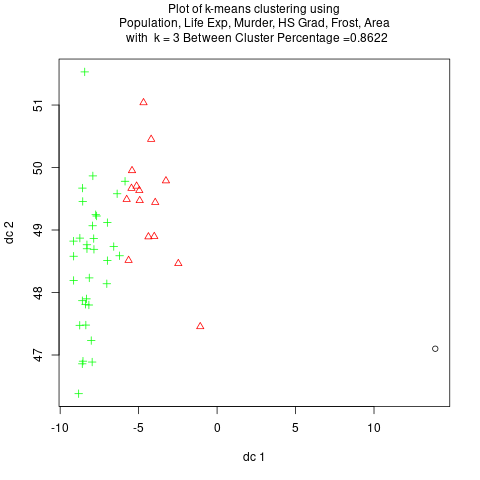 Plot of k-means clustering using
Population, Life Exp, Murder, HS Grad, Frost, Area
with k = 3 Between Cluster Percentage =0.8622
51
50
49
48
47
dc 2
-10 -5 0 5 10
dc 1